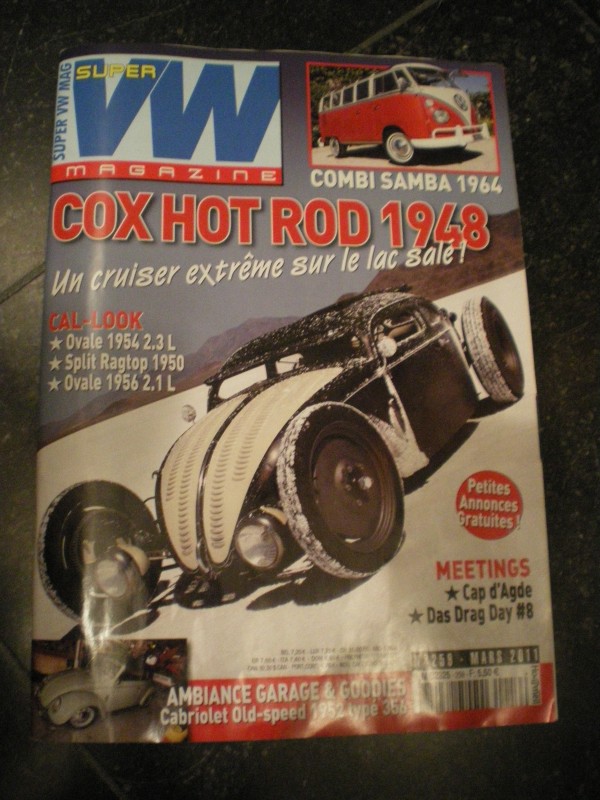 SUPER VW MAG
SUPER
VW
MAGAZINE
COMBI SAMBA 1964
COX HOT ROD 1948
Un cruiser extrême sur le lac salé !
CAL-LOOK
★ Ovale 1954 2.3 L
★ Split Ragtop 1950
★ Ovale 1956 2.1 L
Petites
Annonces
Gratuites !
MEETINGS
★ Cap d'Agde
★ Das Drag Day #8
MARS 2011
AMBIANCE GARAGE & GOODIES
Cabriolet Old-speed 1952 typé 356